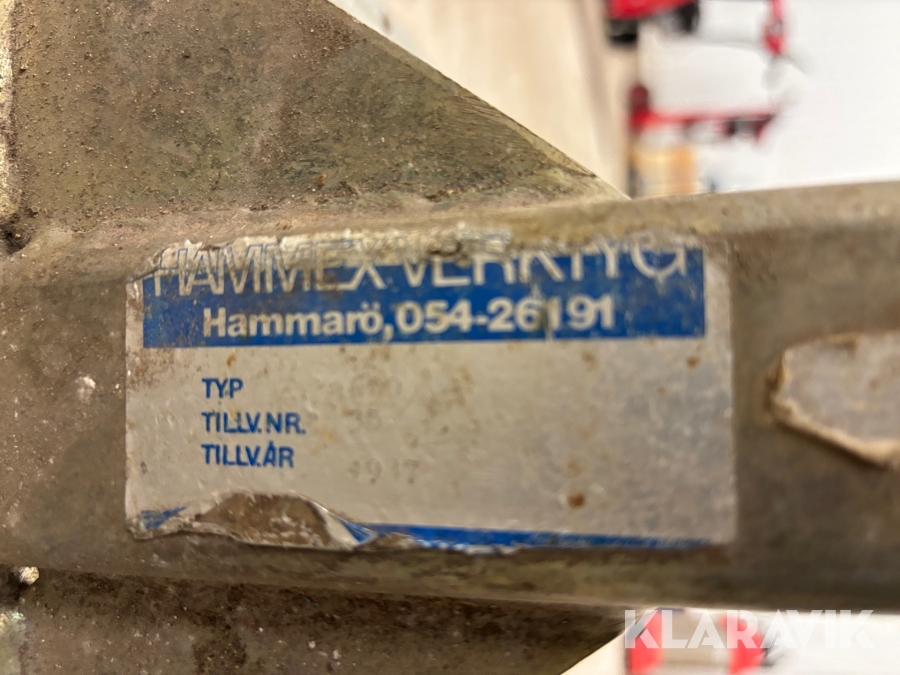 HAMMEX-VERKTYG
Hammarö, 054-26191
TYP
TILLV.NR.
TILLV.ÅR
KLARAVIK